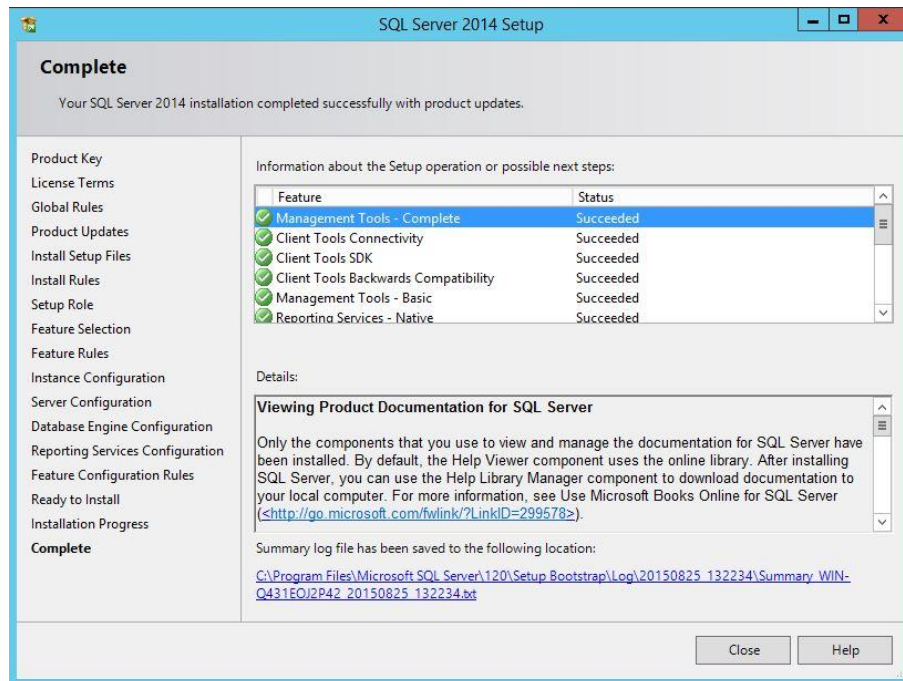 SQL Server 2014 Setup
Complete
Your SQL Server 2014 installation completed successfully with product updates.
Product Key
License Terms
Global Rules
Product Updates
Install Setup Files
Install Rules
Setup Role
Feature Selection
Feature Rules
Instance Configuration
Server Configuration
Database Engine Configuration
Reporting Services Configuration
Feature Configuration Rules
Ready to Install
Installation Progress
Complete
Information about the Setup operation or possible next steps:
Feature Status
Management Tools - Complete Succeeded
Client Tools Connectivity Succeeded
Client Tools SDK Succeeded
Client Tools Backwards Compatibility Succeeded
Management Tools - Basic Succeeded
Reporting Services - Native Succeeded
Details:
Viewing Product Documentation for SQL Server
Only the components that you use to view and manage the documentation for SQL Server have
been installed. By default, the Help Viewer component uses the online library. After installing
SQL Server, you can use the Help Library Manager component to download documentation to
your local computer. For more information, see Use Microsoft Books Online for SQL Server
(<http://go.microsoft.com/fwlink/?LinkID=299578>).
Summary log file has been saved to the following location:
C:\Program Files\Microsoft SQL Server\120\Setup Bootstrap\Log\20150825_132234\Summary_WIN-
Q431EOJ2P42_20150825_132234.txt
Close Help